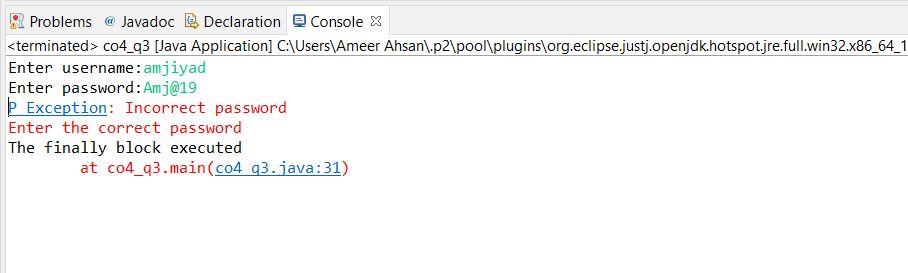 Problems @ Javadoc Declaration Console
<terminated> co4_q3 [Java Application] C:\Users\Ameer Ahsan\.p2\pool\plugins\org.eclipse.justj.openjdk.hotspot.jre.full.win32.x86_64_1
Enter username:amjiyad
Enter password:Amj@19
P_Exception: Incorrect password
Enter the correct password
The finally block executed
at co4_q3.main(co4_q3.java:31)